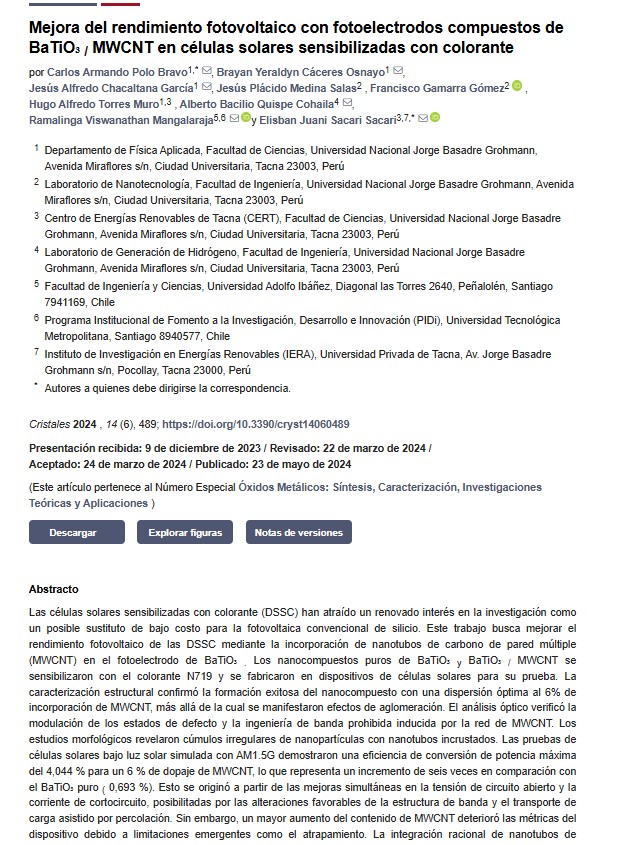 Mejora del rendimiento fotovoltaico con fotoelectrodos compuestos de
BaTiO₃ / MWCNT en células solares sensibilizadas con colorante
por Carlos Armando Polo Bravo1,* , Brayan Yeraldyn Cáceres Osnayo1 ,
Jesús Alfredo Chacaltana García1 , Jesús Plácido Medina Salas2 , Francisco Gamarra Gómez2 ,
Hugo Alfredo Torres Muro1,3 , Alberto Bacilio Quispe Cohaila4 ,
Ramalinga Viswanathan Mangalaraja5,6 y Elisban Juani Sacari Sacari3,7,*
1 Departamento de Física Aplicada, Facultad de Ciencias, Universidad Nacional Jorge Basadre Grohmann,
Avenida Miraflores s/n, Ciudad Universitaria, Tacna 23003, Perú
2 Laboratorio de Nanotecnología, Facultad de Ingeniería, Universidad Nacional Jorge Basadre Grohmann, Avenida
Miraflores s/n, Ciudad Universitaria, Tacna 23003, Perú
3 Centro de Energías Renovables de Tacna (CERT), Facultad de Ciencias, Universidad Nacional Jorge Basadre
Grohmann, Avenida Miraflores s/n, Ciudad Universitaria, Tacna 23003, Perú
4 Laboratorio de Generación de Hidrógeno, Facultad de Ingeniería, Universidad Nacional Jorge Basadre
Grohmann, Avenida Miraflores s/n, Ciudad Universitaria, Tacna 23003, Perú
5 Facultad de Ingeniería y Ciencias, Universidad Adolfo Ibáñez, Diagonal las Torres 2640, Peñalolén, Santiago
7941169, Chile
6 Programa Institucional de Fomento a la Investigación, Desarrollo e Innovación (PIDi), Universidad Tecnológica
Metropolitana, Santiago 8940577, Chile
7 Instituto de Investigación en Energías Renovables (IERA), Universidad Privada de Tacna, Av. Jorge Basadre
Grohmann s/n, Pocollay, Tacna 23000, Perú
* Autores a quienes debe dirigirse la correspondencia.
Cristales 2024 , 14 (6), 489; https://doi.org/10.3390/cryst14060489
Presentación recibida: 9 de diciembre de 2023 / Revisado: 22 de marzo de 2024 /
Aceptado: 24 de marzo de 2024 / Publicado: 23 de mayo de 2024
(Este artículo pertenece al Número Especial Óxidos Metálicos: Síntesis, Caracterización, Investigaciones
Teóricas y Aplicaciones )
Descargar Explorar figuras Notas de versiones
Abstracto
Las células solares sensibilizadas con colorante (DSSC) han atraído un renovado interés en la investigación como
un posible sustituto de bajo costo para la fotovoltaica convencional de silicio. Este trabajo busca mejorar el
rendimiento fotovoltaico de las DSSC mediante la incorporación de nanotubos de carbono de pared múltiple
(MWCNT) en el fotoelectrodo de BaTiO₃ . Los nanocompuestos puros de BaTiO₃ y BaTiO₃ / MWCNT se
sensibilizaron con el colorante N719 y se fabricaron en dispositivos de células solares para su prueba. La
caracterización estructural confirmó la formación exitosa del nanocompuesto con una dispersión óptima al 6% de
incorporación de MWCNT, más allá de la cual se manifestaron efectos de aglomeración. El análisis óptico verificó la
modulación de los estados de defecto y la ingeniería de banda prohibida inducida por la red de MWCNT. Los
estudios morfológicos revelaron cúmulos irregulares de nanopartículas con nanotubos incrustados. Las pruebas de
células solares bajo luz solar simulada con AM1.5G demostraron una eficiencia de conversión de potencia máxima
del 4,044 % para un 6 % de dopaje de MWCNT, lo que representa un incremento de seis veces en comparación con
el BaTiO₃ puro ( 0,693 %). Esto se originó a partir de las mejoras simultáneas en la tensión de circuito abierto y la
corriente de cortocircuito, posibilitadas por las alteraciones favorables de la estructura de banda y el transporte de
carga asistido por percolación. Sin embargo, un mayor aumento del contenido de MWCNT deterioró las métricas del
dispositivo debido a limitaciones emergentes como el atrapamiento. La integración racional de nanotubos de